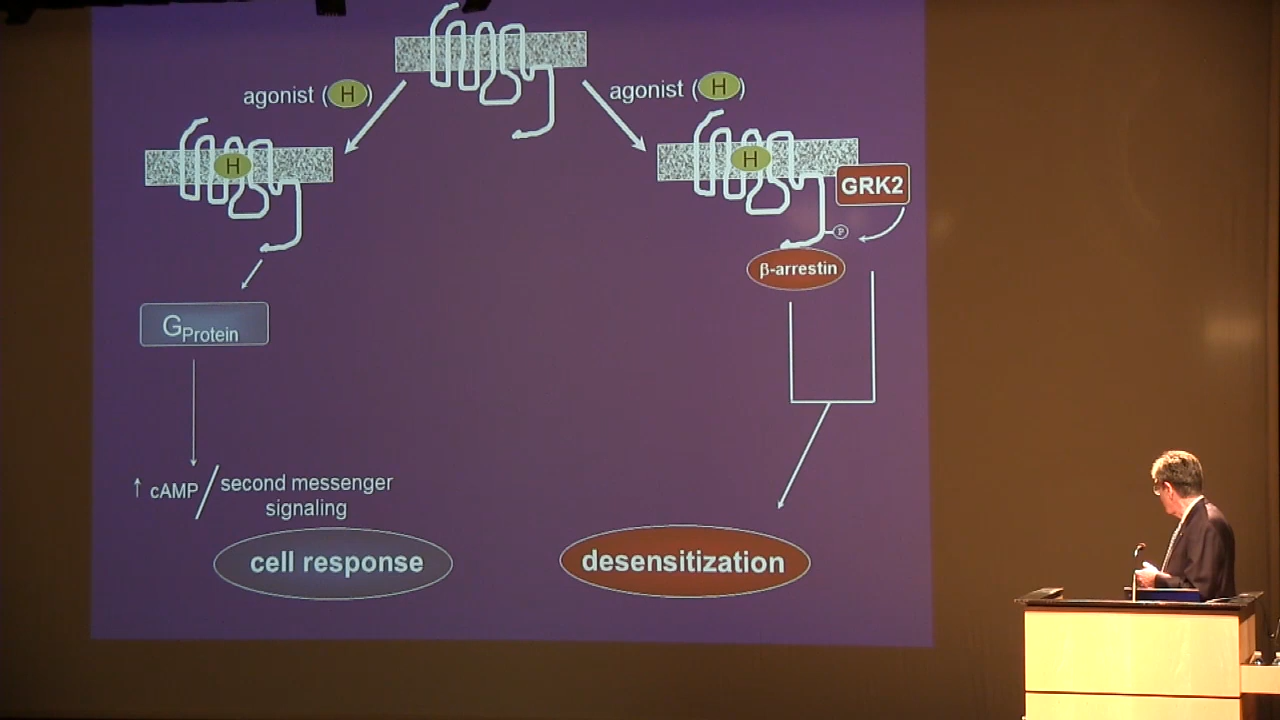 agonist (H)
agonist (H)
H
H
GRK2
P
β-arrestin
GProtein
↑ cAMP / second messenger
signaling
cell response
desensitization